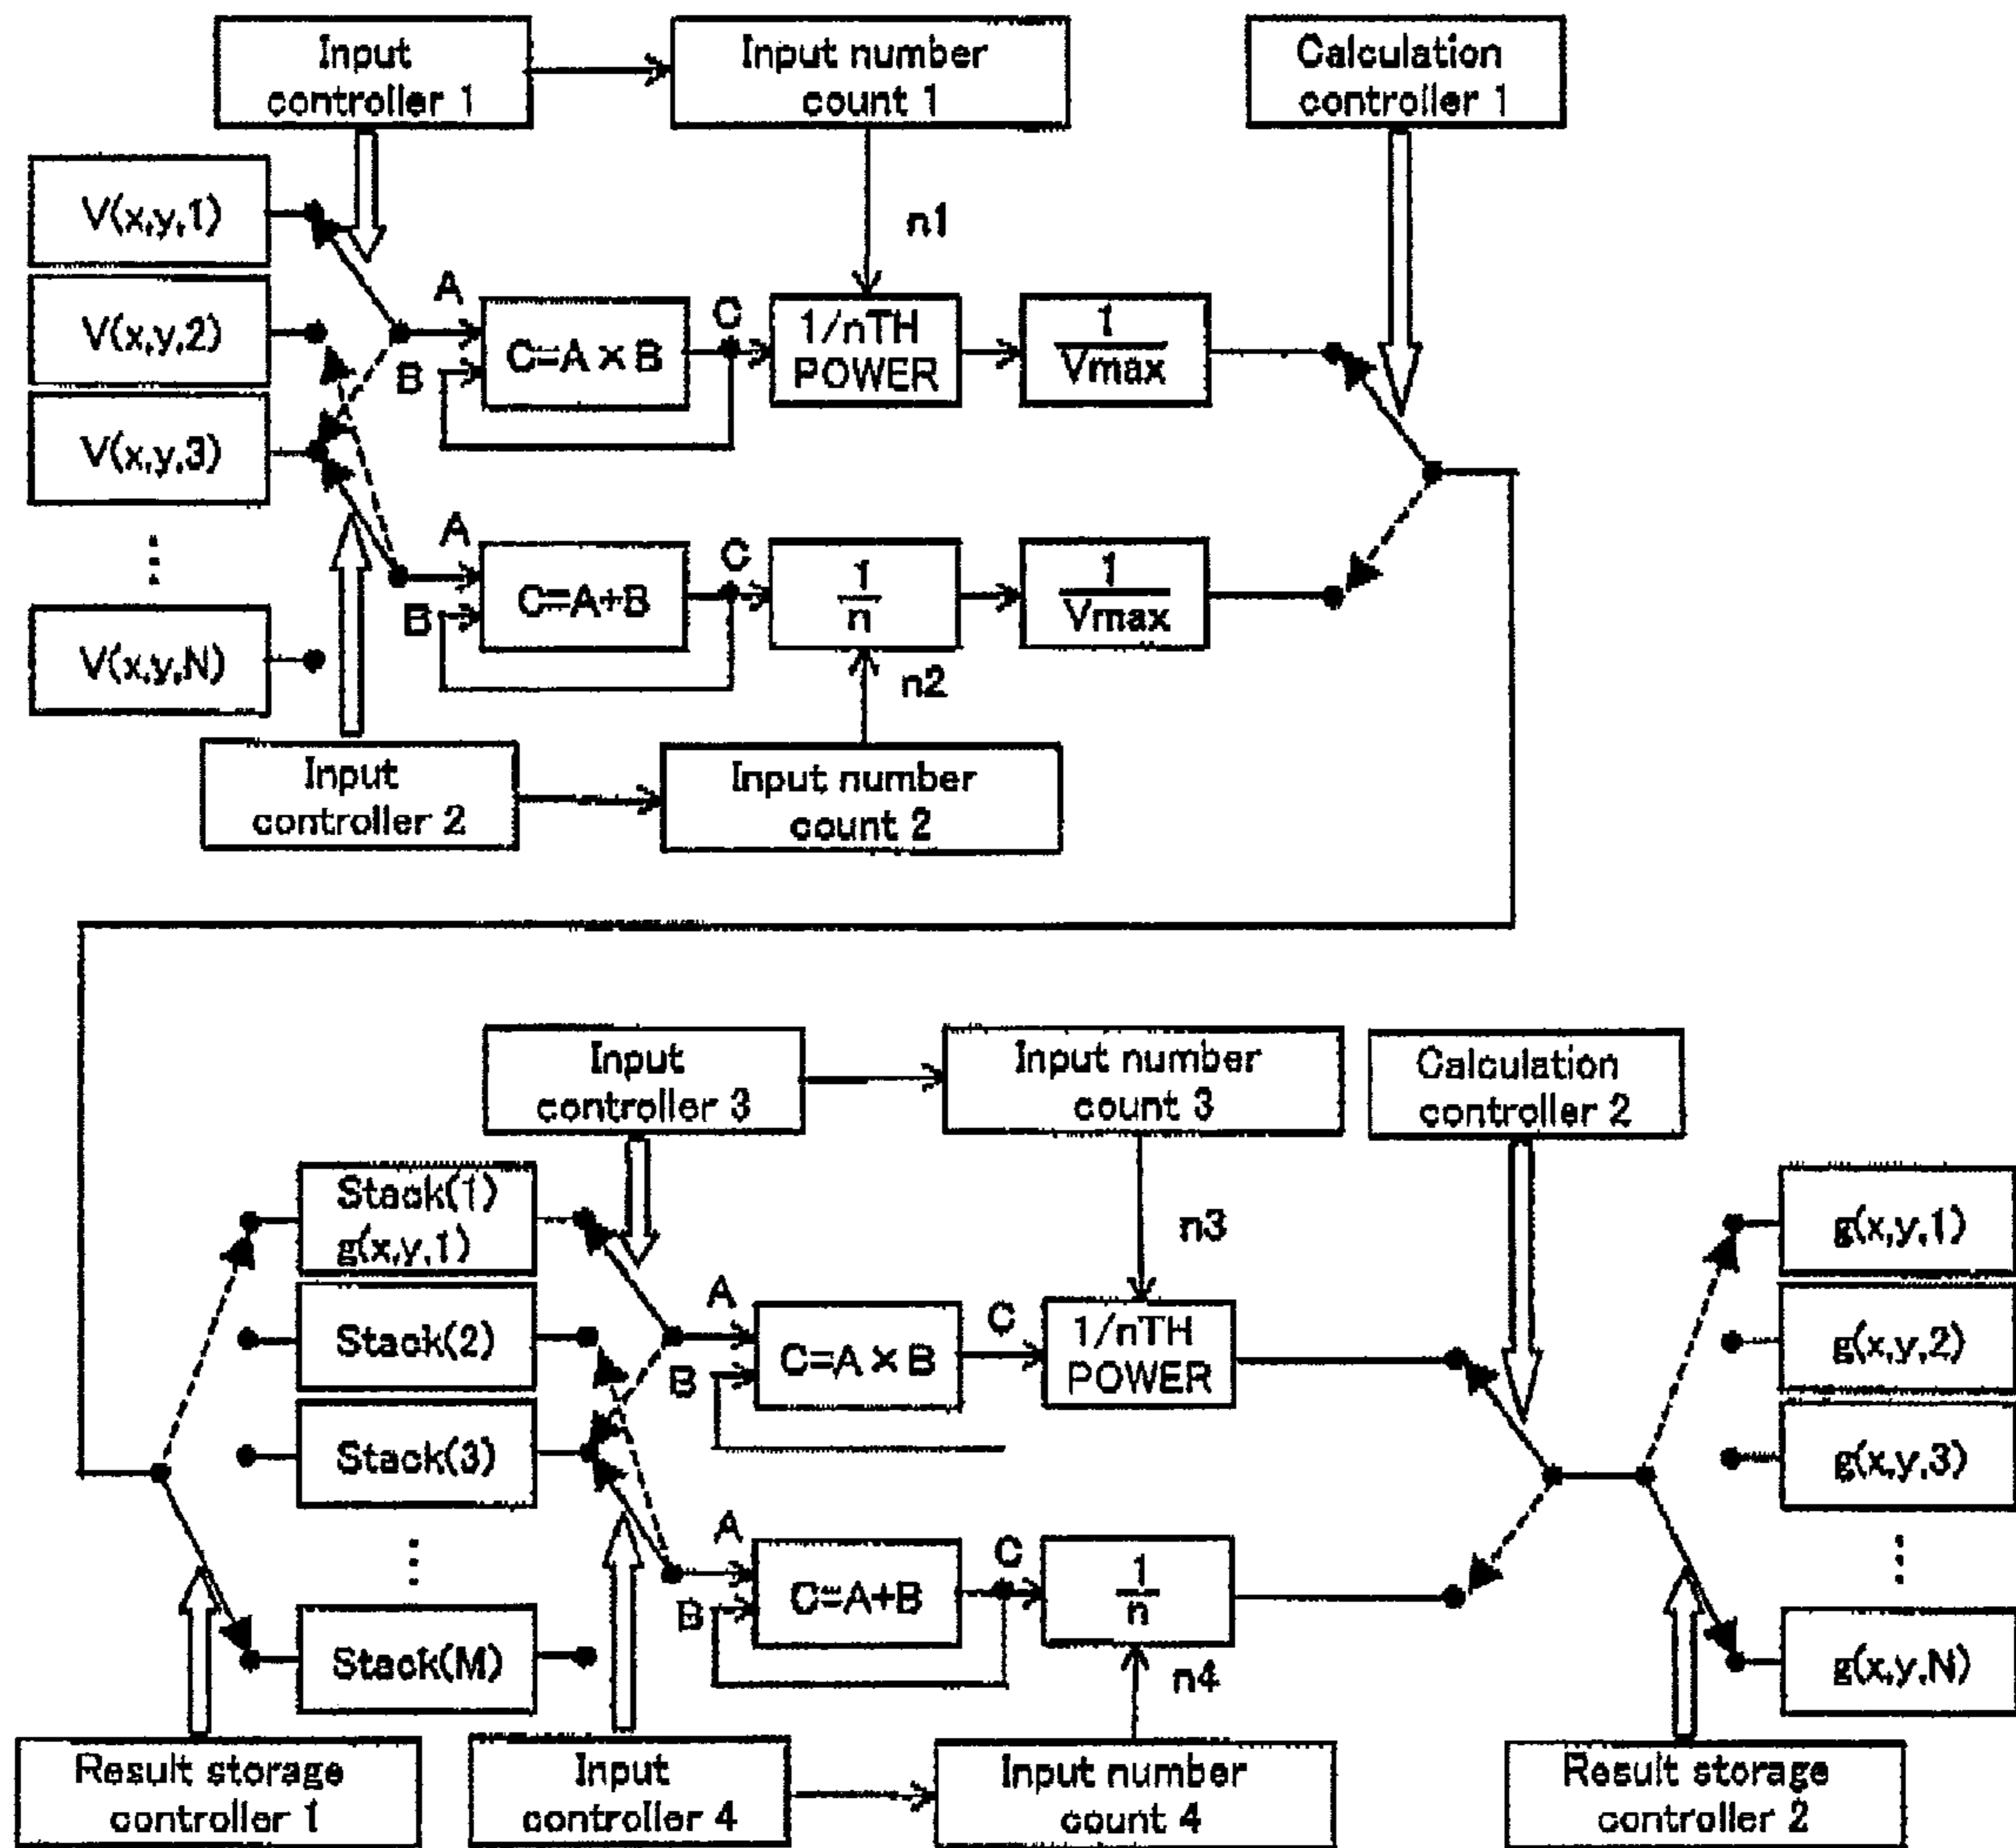 Input
controller 1
Input number
count 1
Calculation
controller 1
V(x,y,1)
V(x,y,2)
V(x,y,3)
⋮
V(x,y,N)
n1
A
B
C=A×B
C
1/nTH
POWER
1
Vmax
A
B
C=A+B
C
1
n
1
Vmax
n2
Input
controller 2
Input number
count 2
Input
controller 3
Input number
count 3
Calculation
controller 2
Stack(1)
g(x,y,1)
Stack(2)
Stack(3)
⋮
Stack(M)
n3
A
B
C=A×B
C
1/nTH
POWER
A
B
C=A+B
C
1
n
n4
g(x,y,1)
g(x,y,2)
g(x,y,3)
⋮
g(x,y,N)
Result storage
controller 1
Input
controller 4
Input number
count 4
Result storage
controller 2